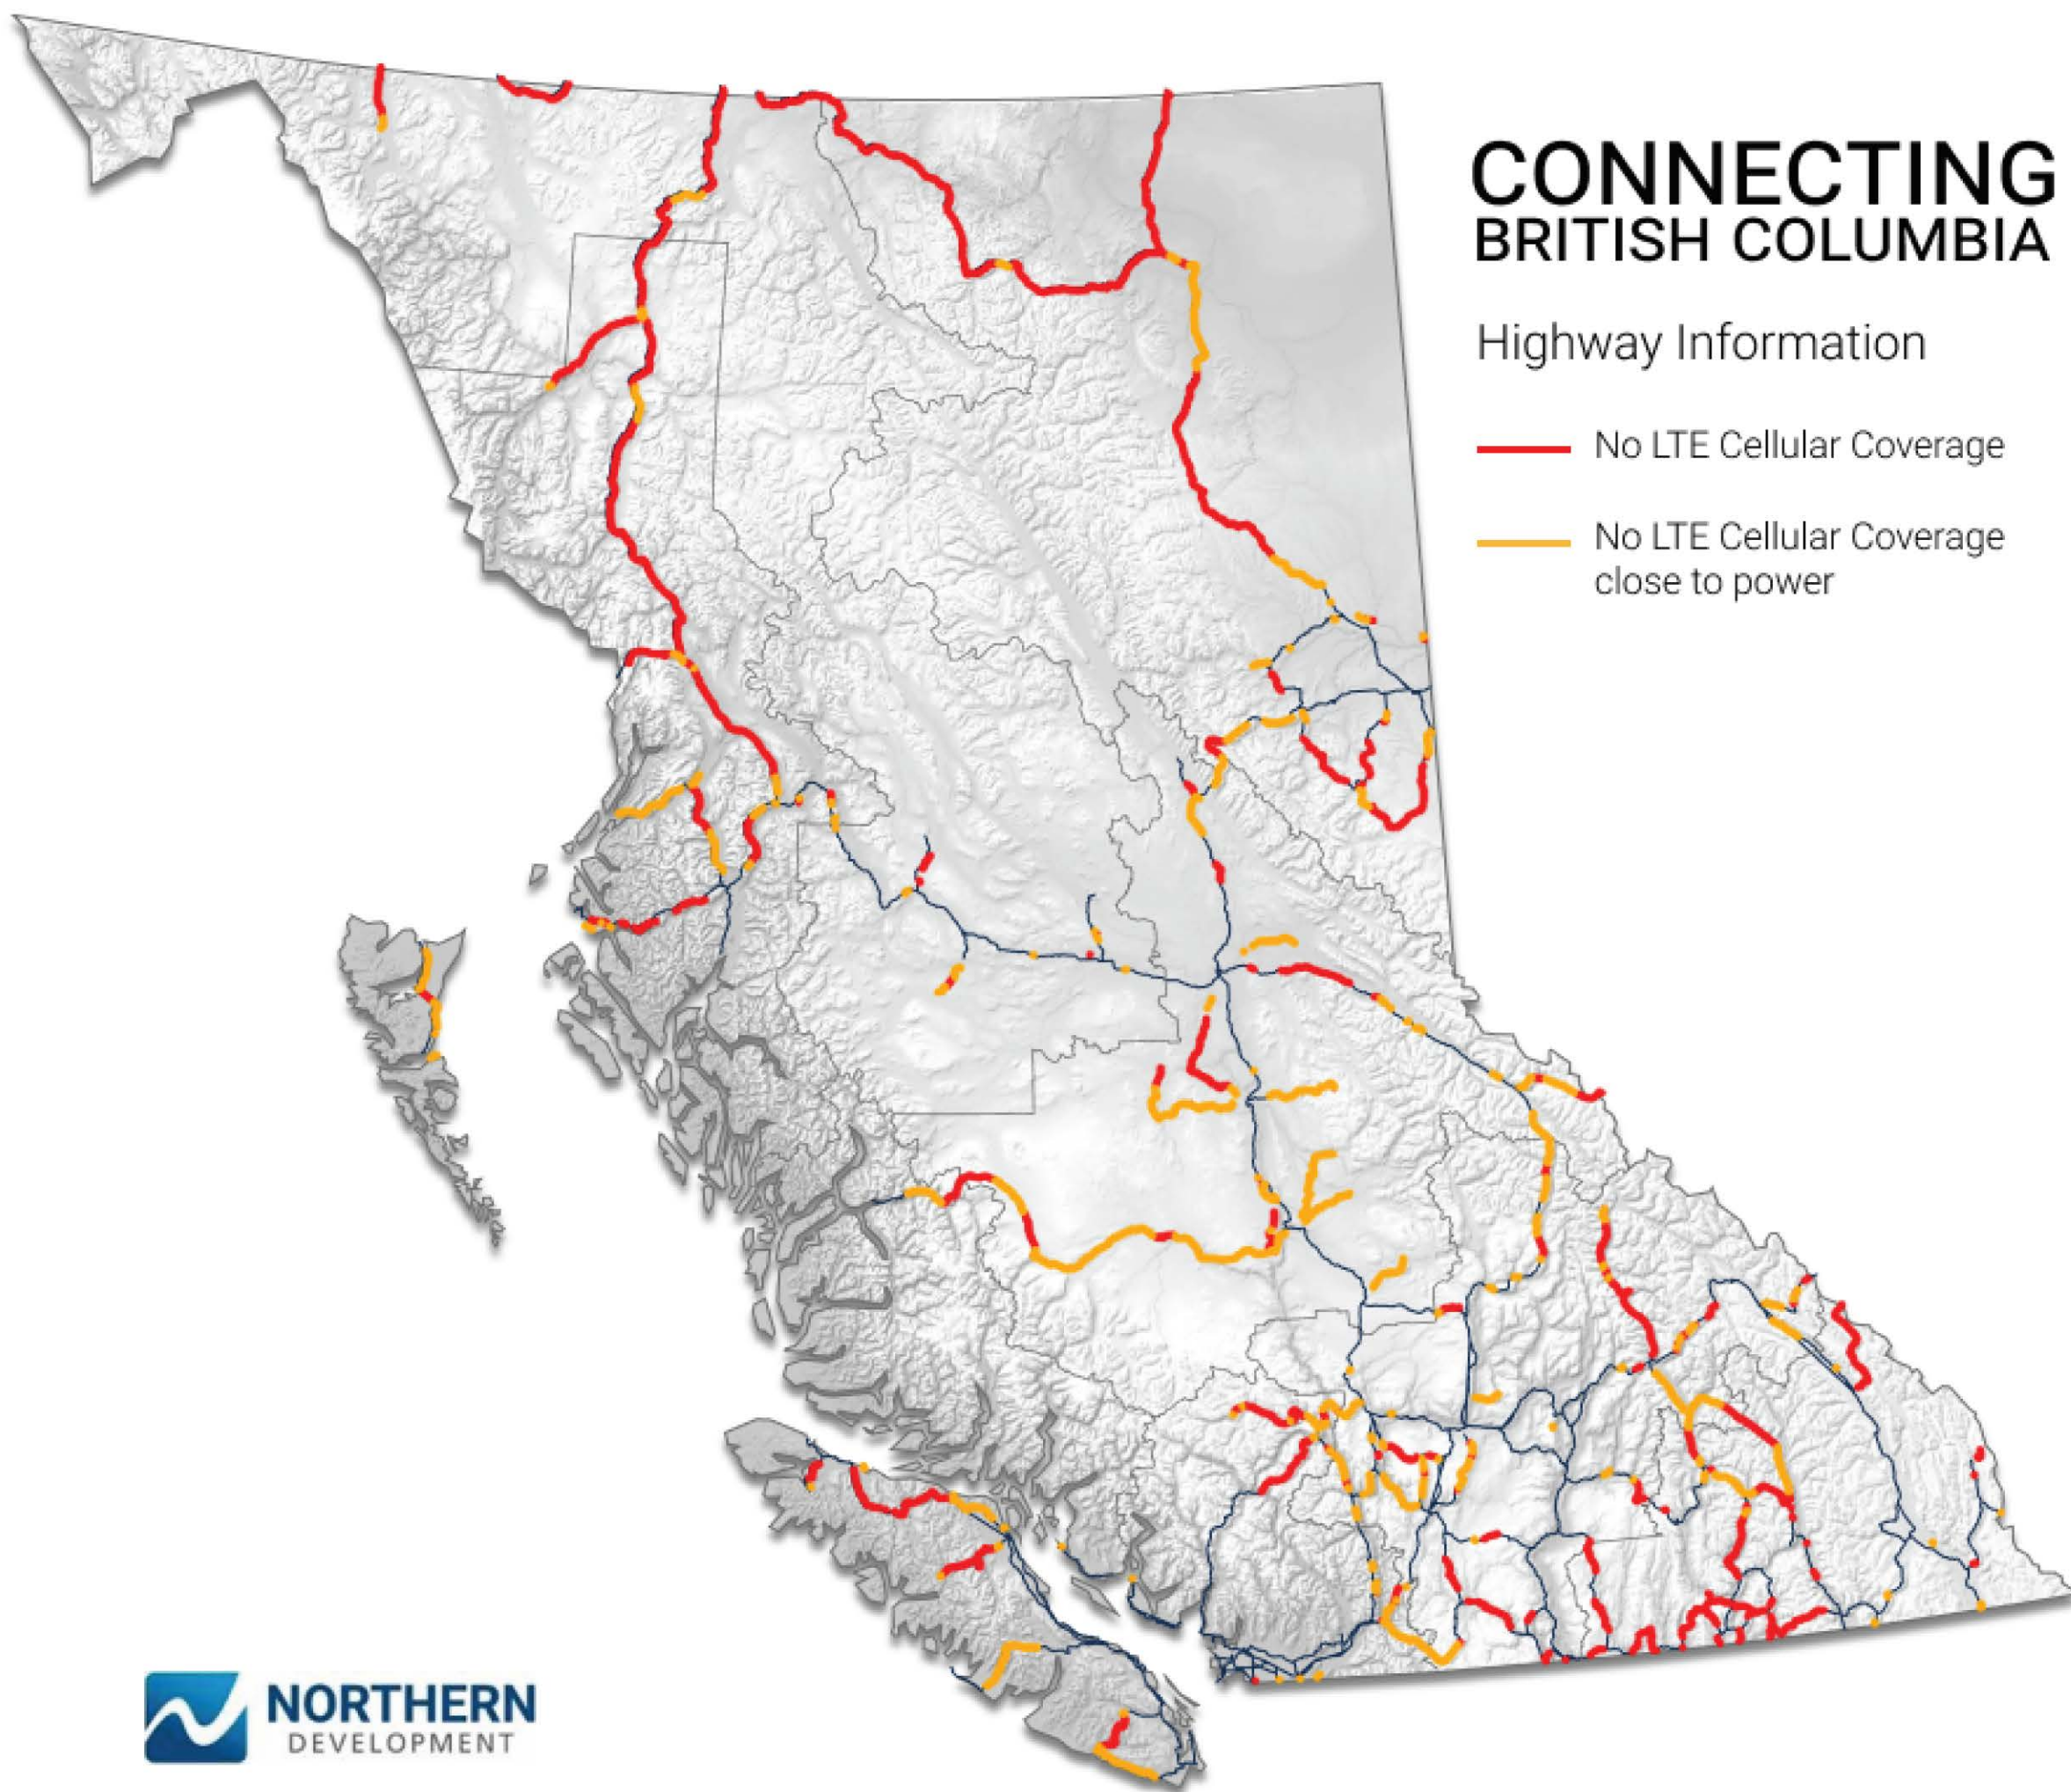 CONNECTING
BRITISH COLUMBIA
Highway Information
No LTE Cellular Coverage
No LTE Cellular Coverage
close to power
NORTHERN
DEVELOPMENT